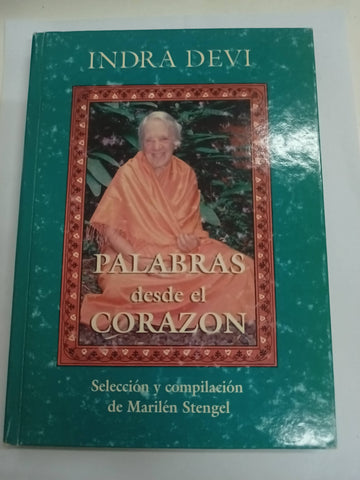 INDRA DEVI
PALABRAS
desde el
CORAZON
Selección y compilación
de Marilén Stengel